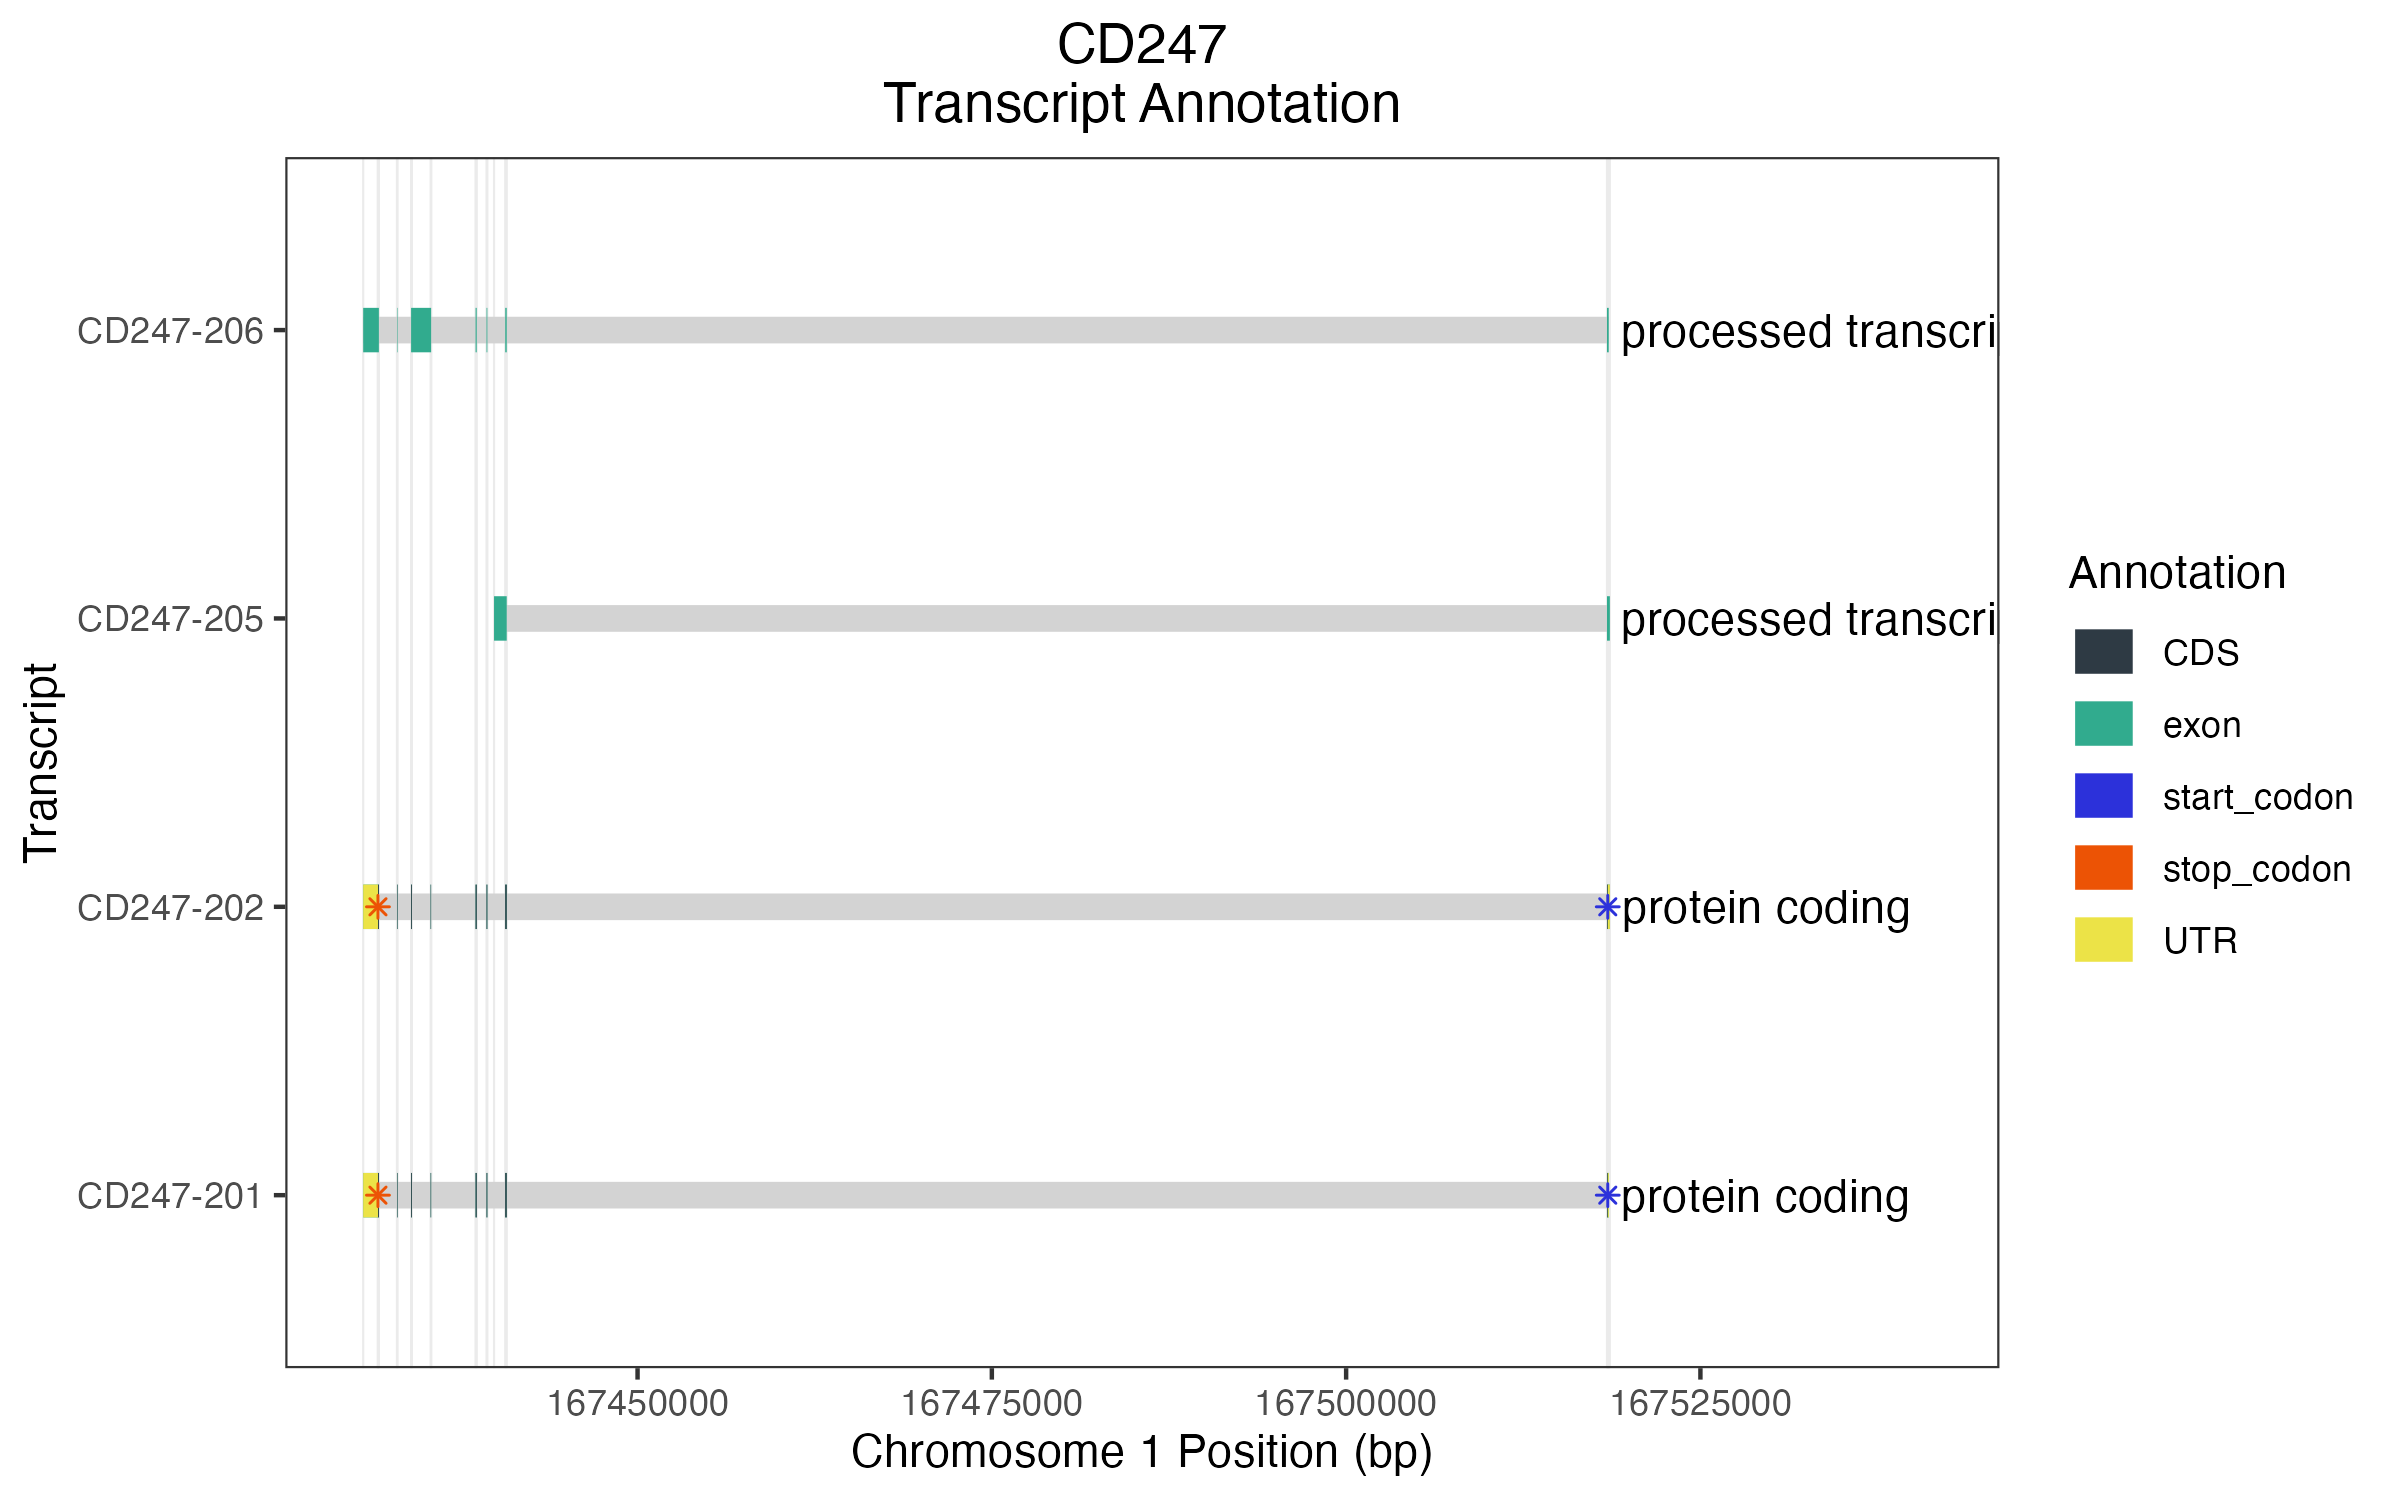 CD247
Transcript Annotation
Transcript
CD247-206
processed transcri
CD247-205
processed transcri
CD247-202
protein coding
CD247-201
protein coding
167450000
167475000
167500000
167525000
Chromosome 1 Position (bp)
Annotation
CDS
exon
start_codon
stop_codon
UTR